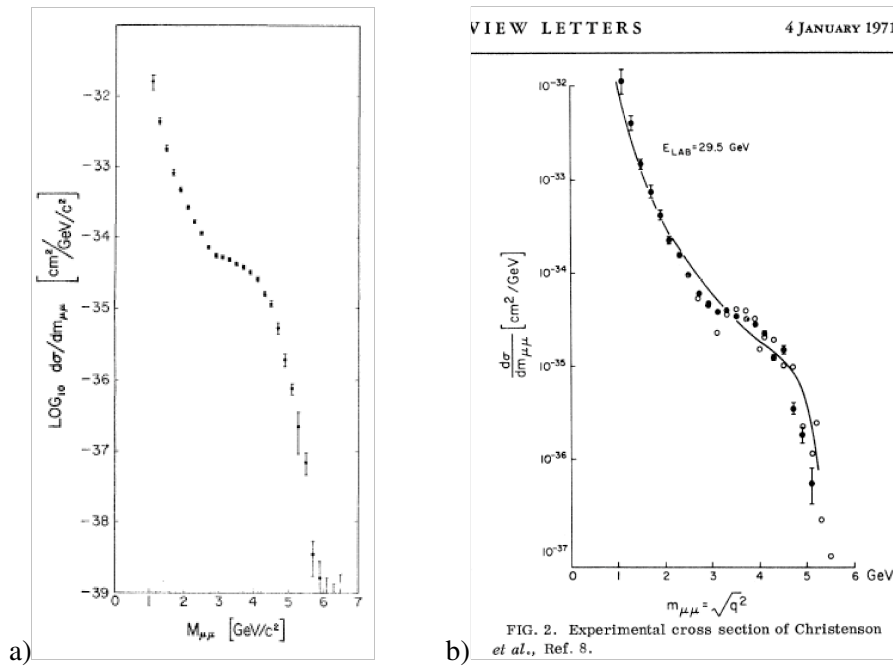 -32
-33
-34
-35
-36
-37
-38
-39
0 1 2 3 4 5 6 7
LOG₁₀ dσ/dmμμ [cm²/GeV/c²]
Mμμ [GeV/c²]
a)
VIEW LETTERS 4 JANUARY 1971
10⁻³²
E_LAB = 29.5 GeV
10⁻³³
10⁻³⁴
10⁻³⁵
10⁻³⁶
10⁻³⁷
dσ/dmμμ [cm²/GeV]
0 1 2 3 4 5 6 GeV
mμμ = √q²
b)
FIG. 2. Experimental cross section of Christenson
et al., Ref. 8.